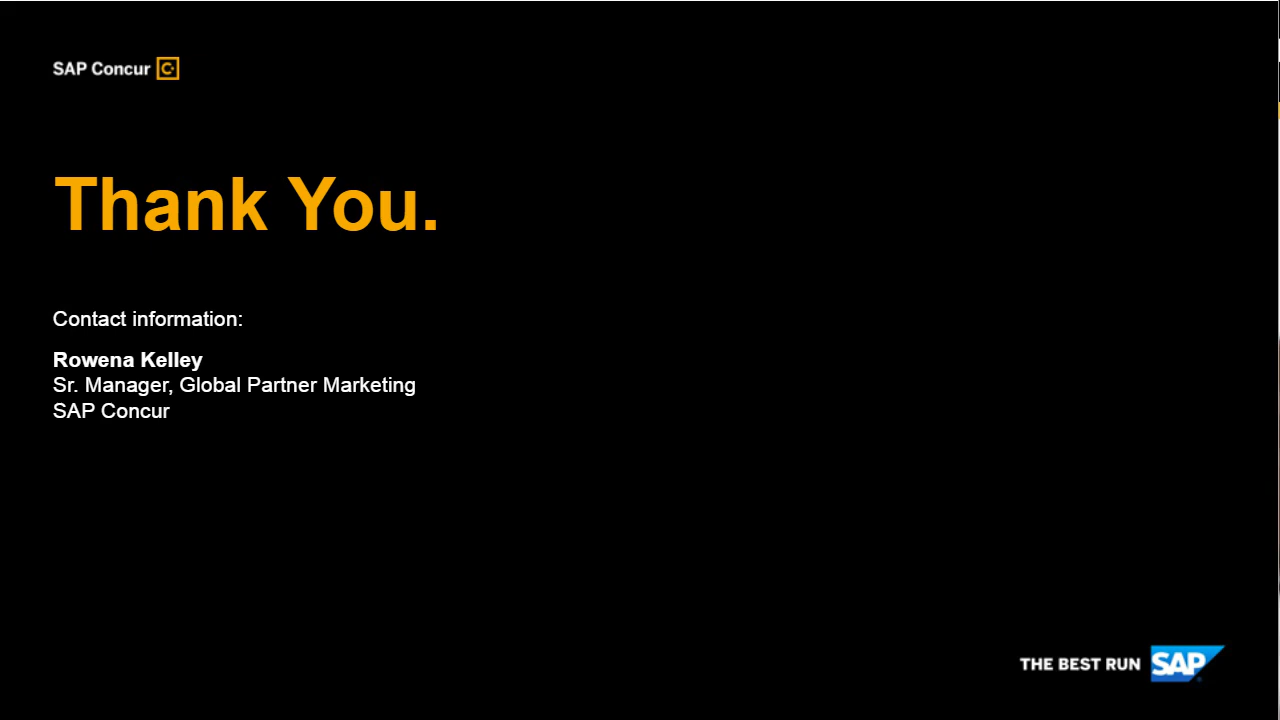 SAP Concur C
Thank You.
Contact information:
Rowena Kelley
Sr. Manager, Global Partner Marketing
SAP Concur
THE BEST RUN SAP